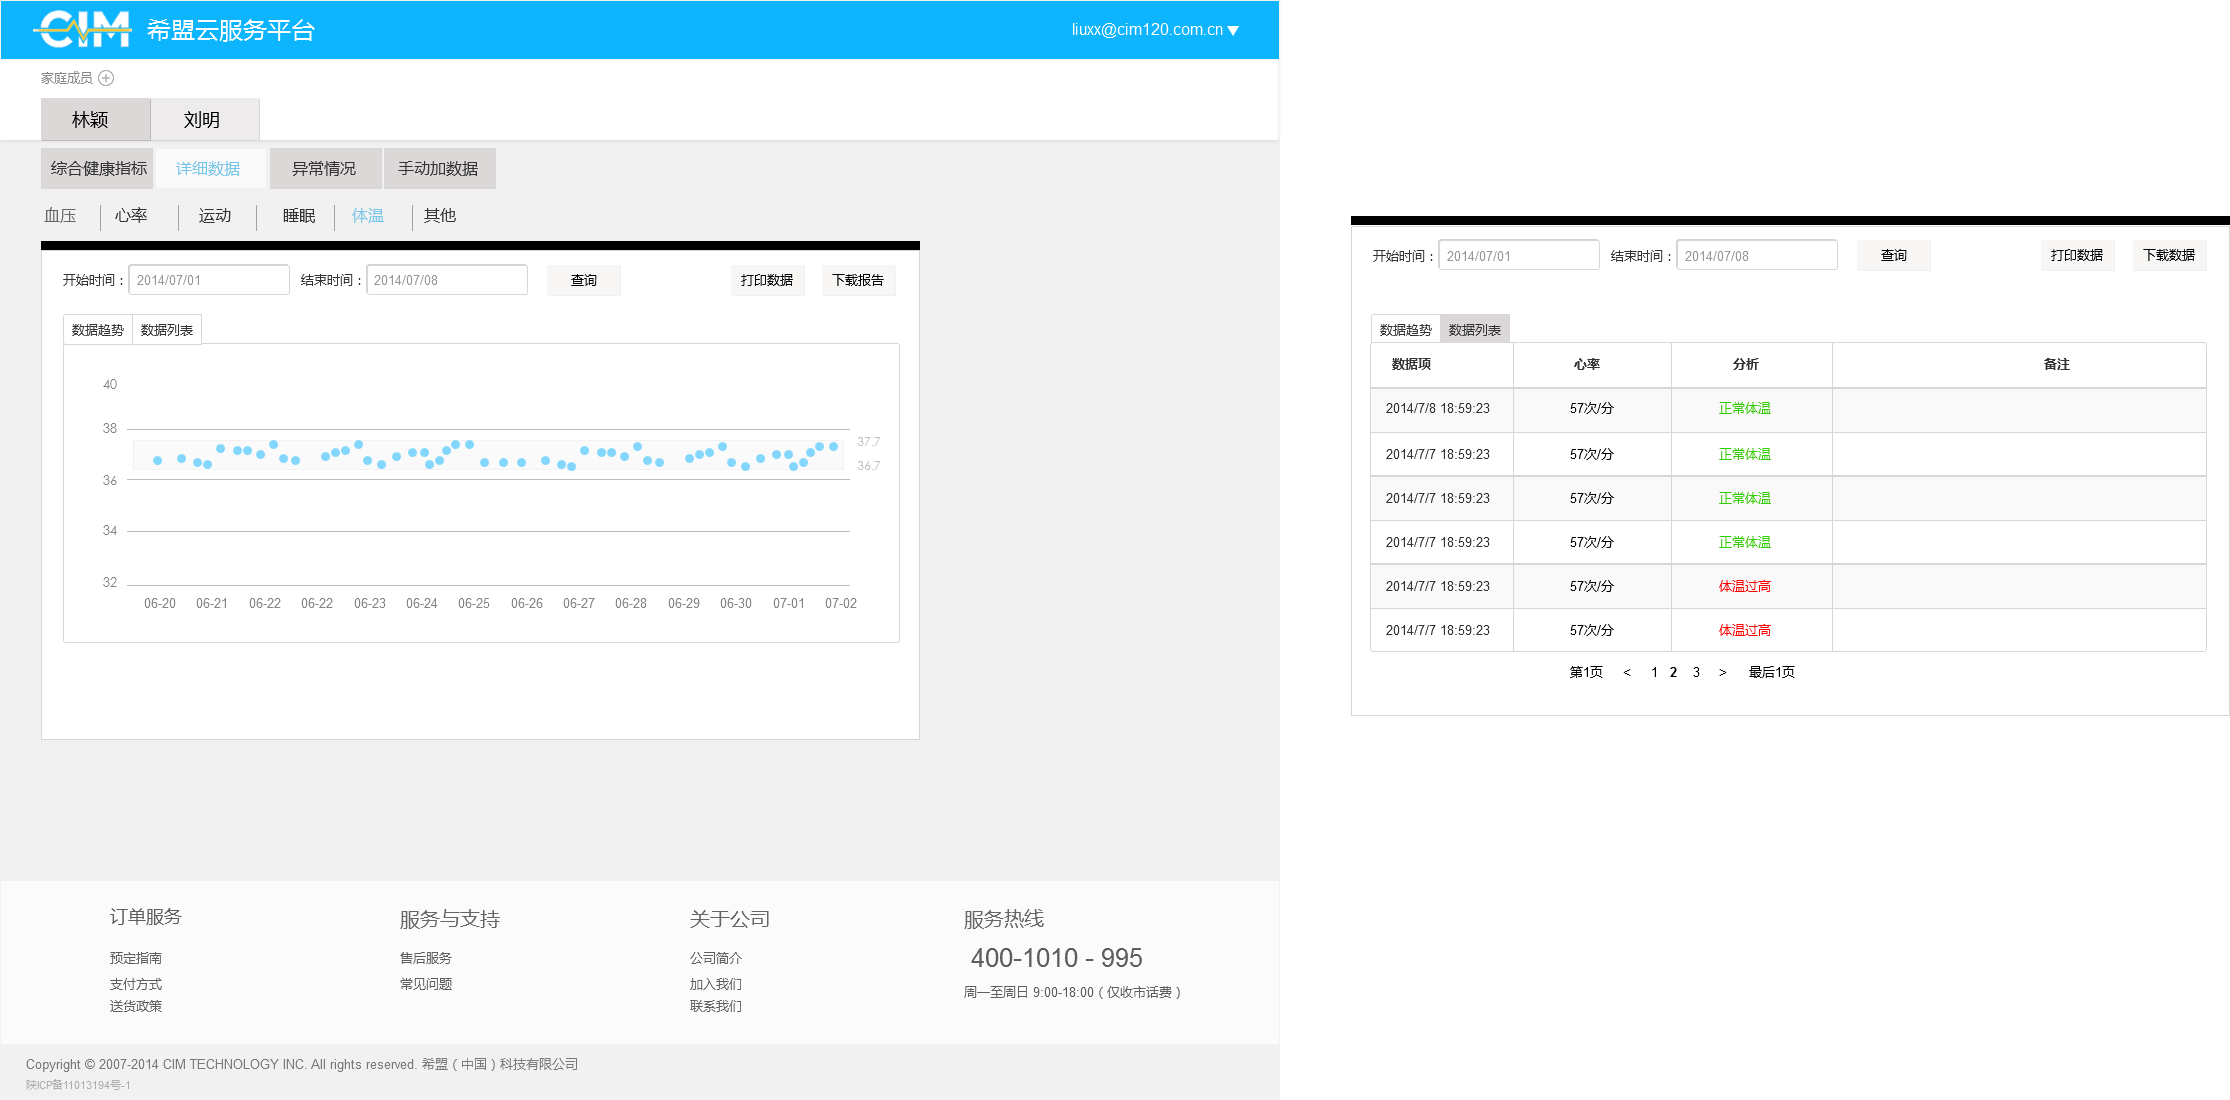 CIM 希盟云服务平台 liuxx@cim120.com.cn
家庭成员
林颖 刘明
综合健康指标 详细数据 异常情况 手动加数据
血压 心率 运动 睡眠 体温 其他
开始时间： 2014/07/01 结束时间： 2014/07/08 查询 打印数据 下载报告
数据趋势 数据列表
40
38
37.7
36.7
36
34
32
06-20 06-21 06-22 06-22 06-23 06-24 06-25 06-26 06-27 06-28 06-29 06-30 07-01 07-02
开始时间： 2014/07/01 结束时间： 2014/07/08 查询 打印数据 下载数据
数据趋势 数据列表
数据项 心率 分析 备注
2014/7/8 18:59:23 57次/分 正常体温
2014/7/7 18:59:23 57次/分 正常体温
2014/7/7 18:59:23 57次/分 正常体温
2014/7/7 18:59:23 57次/分 正常体温
2014/7/7 18:59:23 57次/分 体温过高
2014/7/7 18:59:23 57次/分 体温过高
第1页 < 1 2 3 > 最后1页
订单服务
预定指南
支付方式
送货政策
服务与支持
售后服务
常见问题
关于公司
公司简介
加入我们
联系我们
服务热线
400-1010 - 995
周一至周日 9:00-18:00（仅收市话费）
Copyright © 2007-2014 CIM TECHNOLOGY INC. All rights reserved. 希盟（中国）科技有限公司
陕ICP备11013194号-1